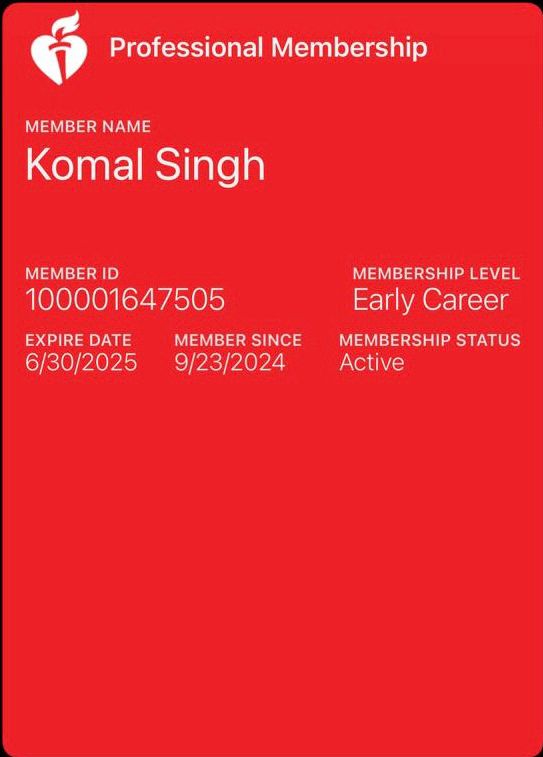 Professional Membership
MEMBER NAME
Komal Singh
MEMBER ID
100001647505
MEMBERSHIP LEVEL
Early Career
EXPIRE DATE
6/30/2025
MEMBER SINCE
9/23/2024
MEMBERSHIP STATUS
Active